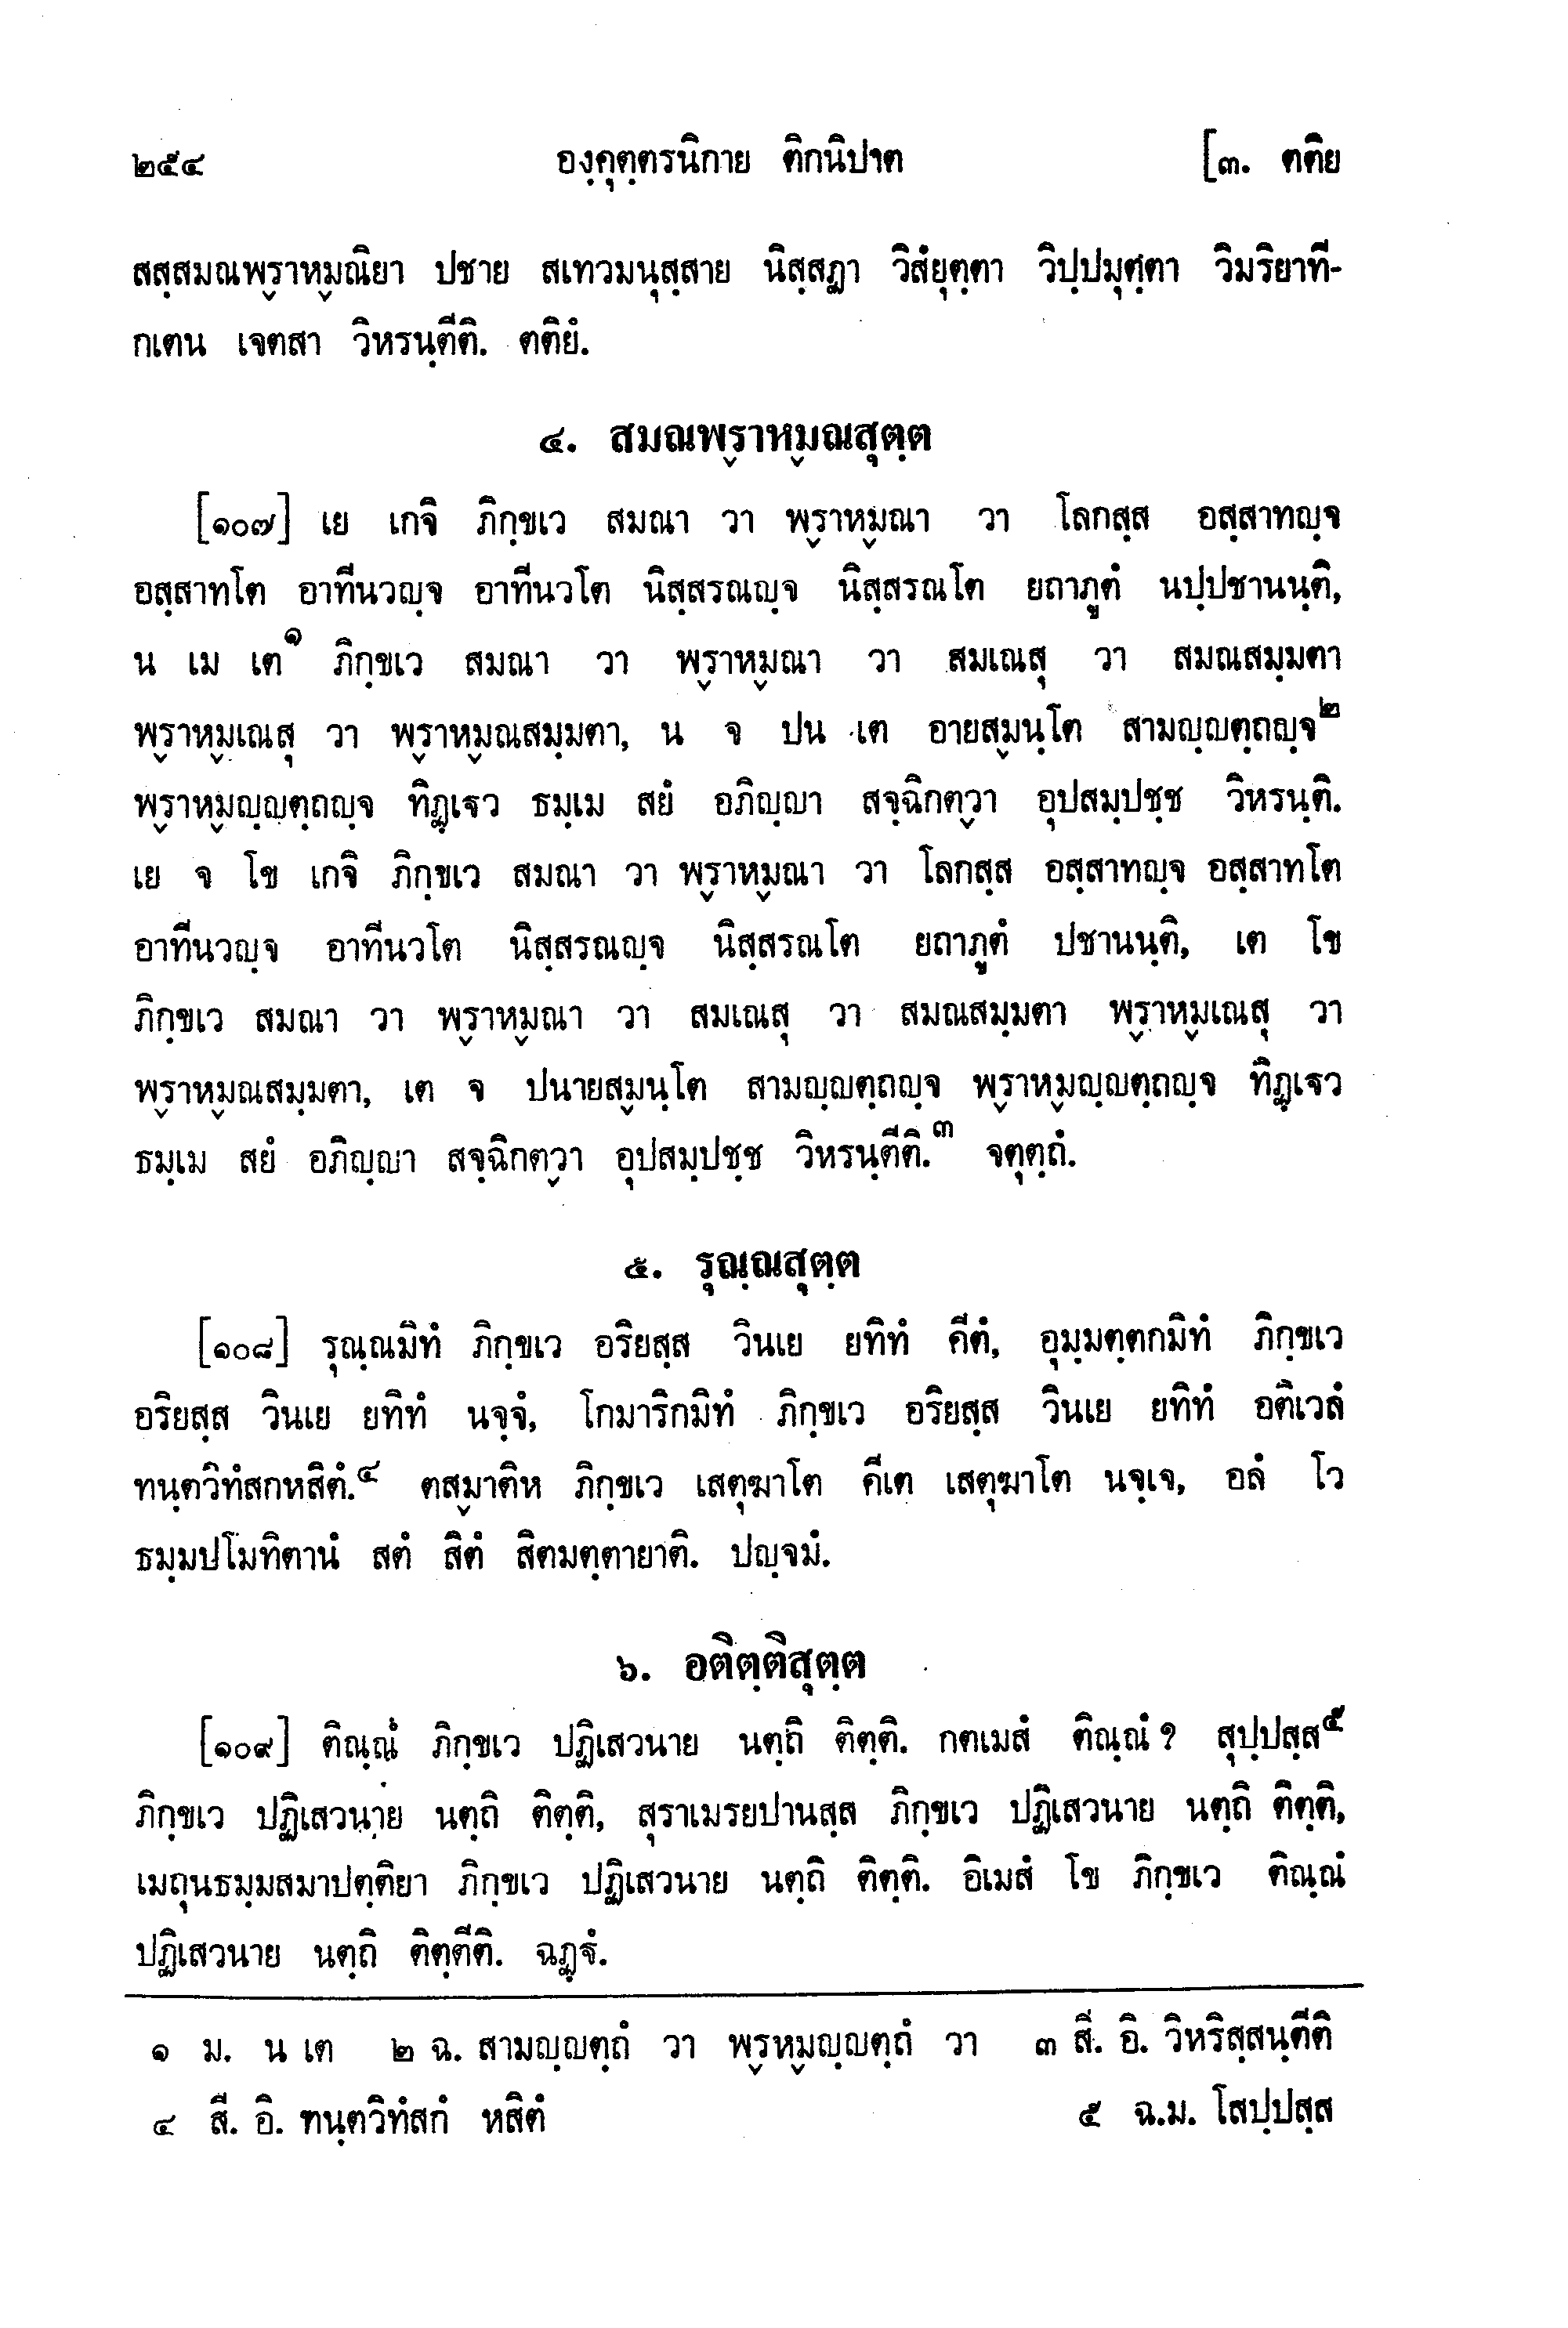 ๒๕๔ องฺคุตฺตรนิกาย ติกนิปาต [๓. ตติย
สสฺสมณพฺราหฺมณิยา ปชาย สเทวมนุสฺสาย นิสฺสฏา วิสํยุตฺตา วิปฺปมุตฺตา วิมริยาที-
กเตน เจตสา วิหรนฺตีติ. ตติยํ.
๔. สมณพฺราหฺมณสุตฺต
[๑๐๗] เย เกจิ ภิกฺขเว สมณา วา พฺราหฺมณา วา โลกสฺส อสฺสาทญฺจ
อสฺสาทโต อาทีนวญฺจ อาทีนวโต นิสฺสรณญฺจ นิสฺสรณโต ยถาภูตํ นปฺปชานนฺติ,
น เม เต๑ ภิกฺขเว สมณา วา พฺราหฺมณา วา สมเณสุ วา สมณสมฺมตา
พฺราหฺมเณสุ วา พฺราหฺมณสมฺมตา, น จ ปน เต อายสฺมนฺโต สามญฺญตฺถญฺจ๒
พฺราหฺมญฺญตฺถญฺจ ทิฏฺเฐว ธมฺเม สยํ อภิญฺญา สจฺฉิกตฺวา อุปสมฺปชฺช วิหรนฺติ.
เย จ โข เกจิ ภิกฺขเว สมณา วา พฺราหฺมณา วา โลกสฺส อสฺสาทญฺจ อสฺสาทโต
อาทีนวญฺจ อาทีนวโต นิสฺสรณญฺจ นิสฺสรณโต ยถาภูตํ ปชานนฺติ, เต โข
ภิกฺขเว สมณา วา พฺราหฺมณา วา สมเณสุ วา สมณสมฺมตา พฺราหฺมเณสุ วา
พฺราหฺมณสมฺมตา, เต จ ปนายสฺมนฺโต สามญฺญตฺถญฺจ พฺราหฺมญฺญตฺถญฺจ ทิฏฺเฐว
ธมฺเม สยํ อภิญฺญา สจฺฉิกตฺวา อุปสมฺปชฺช วิหรนฺตีติ.๓ จตุตฺถํ.
๕. รุณฺณสุตฺต
[๑๐๘] รุณฺณมิทํ ภิกฺขเว อริยสฺส วินเย ยทิทํ คีตํ, อุมฺมตฺตกมิทํ ภิกฺขเว
อริยสฺส วินเย ยทิทํ นจฺจํ, โกมาริกมิทํ ภิกฺขเว อริยสฺส วินเย ยทิทํ อติเวลํ
ทนฺตวิทํสกหสิตํ.๔ ตสฺมาติห ภิกฺขเว เสตุฆาโต คีเต เสตุฆาโต นจฺเจ, อลํ โว
ธมฺมปโมทิตานํ สตํ สิตํ สิตมตฺตายาติ. ปญฺจมํ.
๖. อติตฺติสุตฺต
[๑๐๙] ติณฺณํ ภิกฺขเว ปฏิเสวนาย นตฺถิ ติตฺติ. กตเมสํ ติณฺณํ? สุปฺปสฺส๕
ภิกฺขเว ปฏิเสวนาย นตฺถิ ติตฺติ, สุราเมรยปานสฺส ภิกฺขเว ปฏิเสวนาย นตฺถิ ติตฺติ,
เมถุนธมฺมสมาปตฺติยา ภิกฺขเว ปฏิเสวนาย นตฺถิ ติตฺติ. อิเมสํ โข ภิกฺขเว ติณฺณํ
ปฏิเสวนาย นตฺถิ ติตฺตีติ. ฉฏฺฐํ.
๑ ม. น เต ๒ ฉ. สามญฺญตฺถํ วา พฺรหฺมญฺญตฺถํ วา ๓ สี. อิ. วิหริสฺสนฺตีติ
๔ สี. อิ. ทนฺตวิทํสกํ หสิตํ ๕ ฉ.ม. โสปฺปสฺส